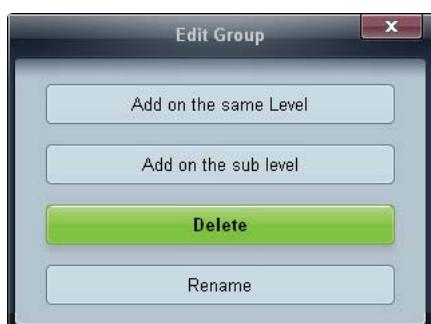 Edit Group
x
Add on the same Level
Add on the sub level
Delete
Rename